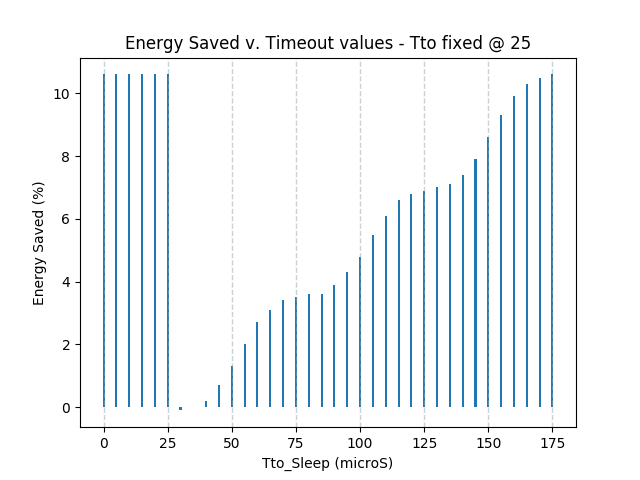 Energy Saved v. Timeout values - Tto fixed @ 25
Energy Saved (%)
10
8
6
4
2
0
0 25 50 75 100 125 150 175
Tto_Sleep (microS)